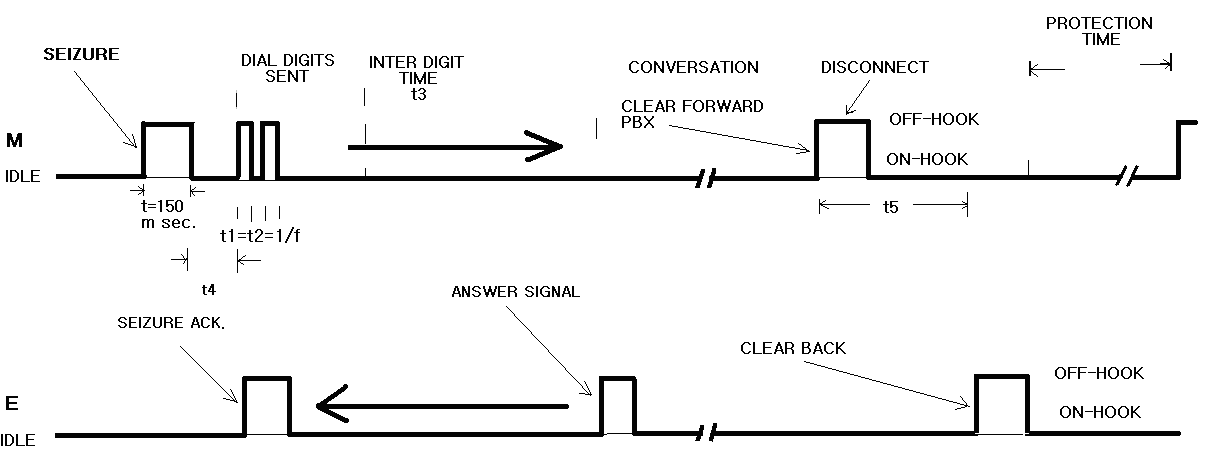 PROTECTION
TIME
SEIZURE
DIAL DIGITS
SENT
INTER DIGIT
TIME
t3
CONVERSATION
DISCONNECT
CLEAR FORWARD
PBX
OFF-HOOK
M
ON-HOOK
IDLE
t=150
m sec.
t1=t2=1/f
t5
t4
ANSWER SIGNAL
SEIZURE ACK.
CLEAR BACK
OFF-HOOK
E
ON-HOOK
IDLE